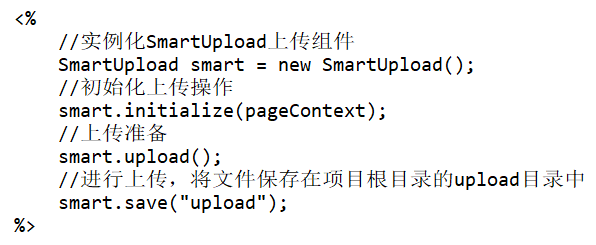 <%
//实例化SmartUpload上传组件
SmartUpload smart = new SmartUpload();
//初始化上传操作
smart.initialize(pageContext);
//上传准备
smart.upload();
//进行上传，将文件保存在项目根目录的upload目录中
smart.save("upload");
%>